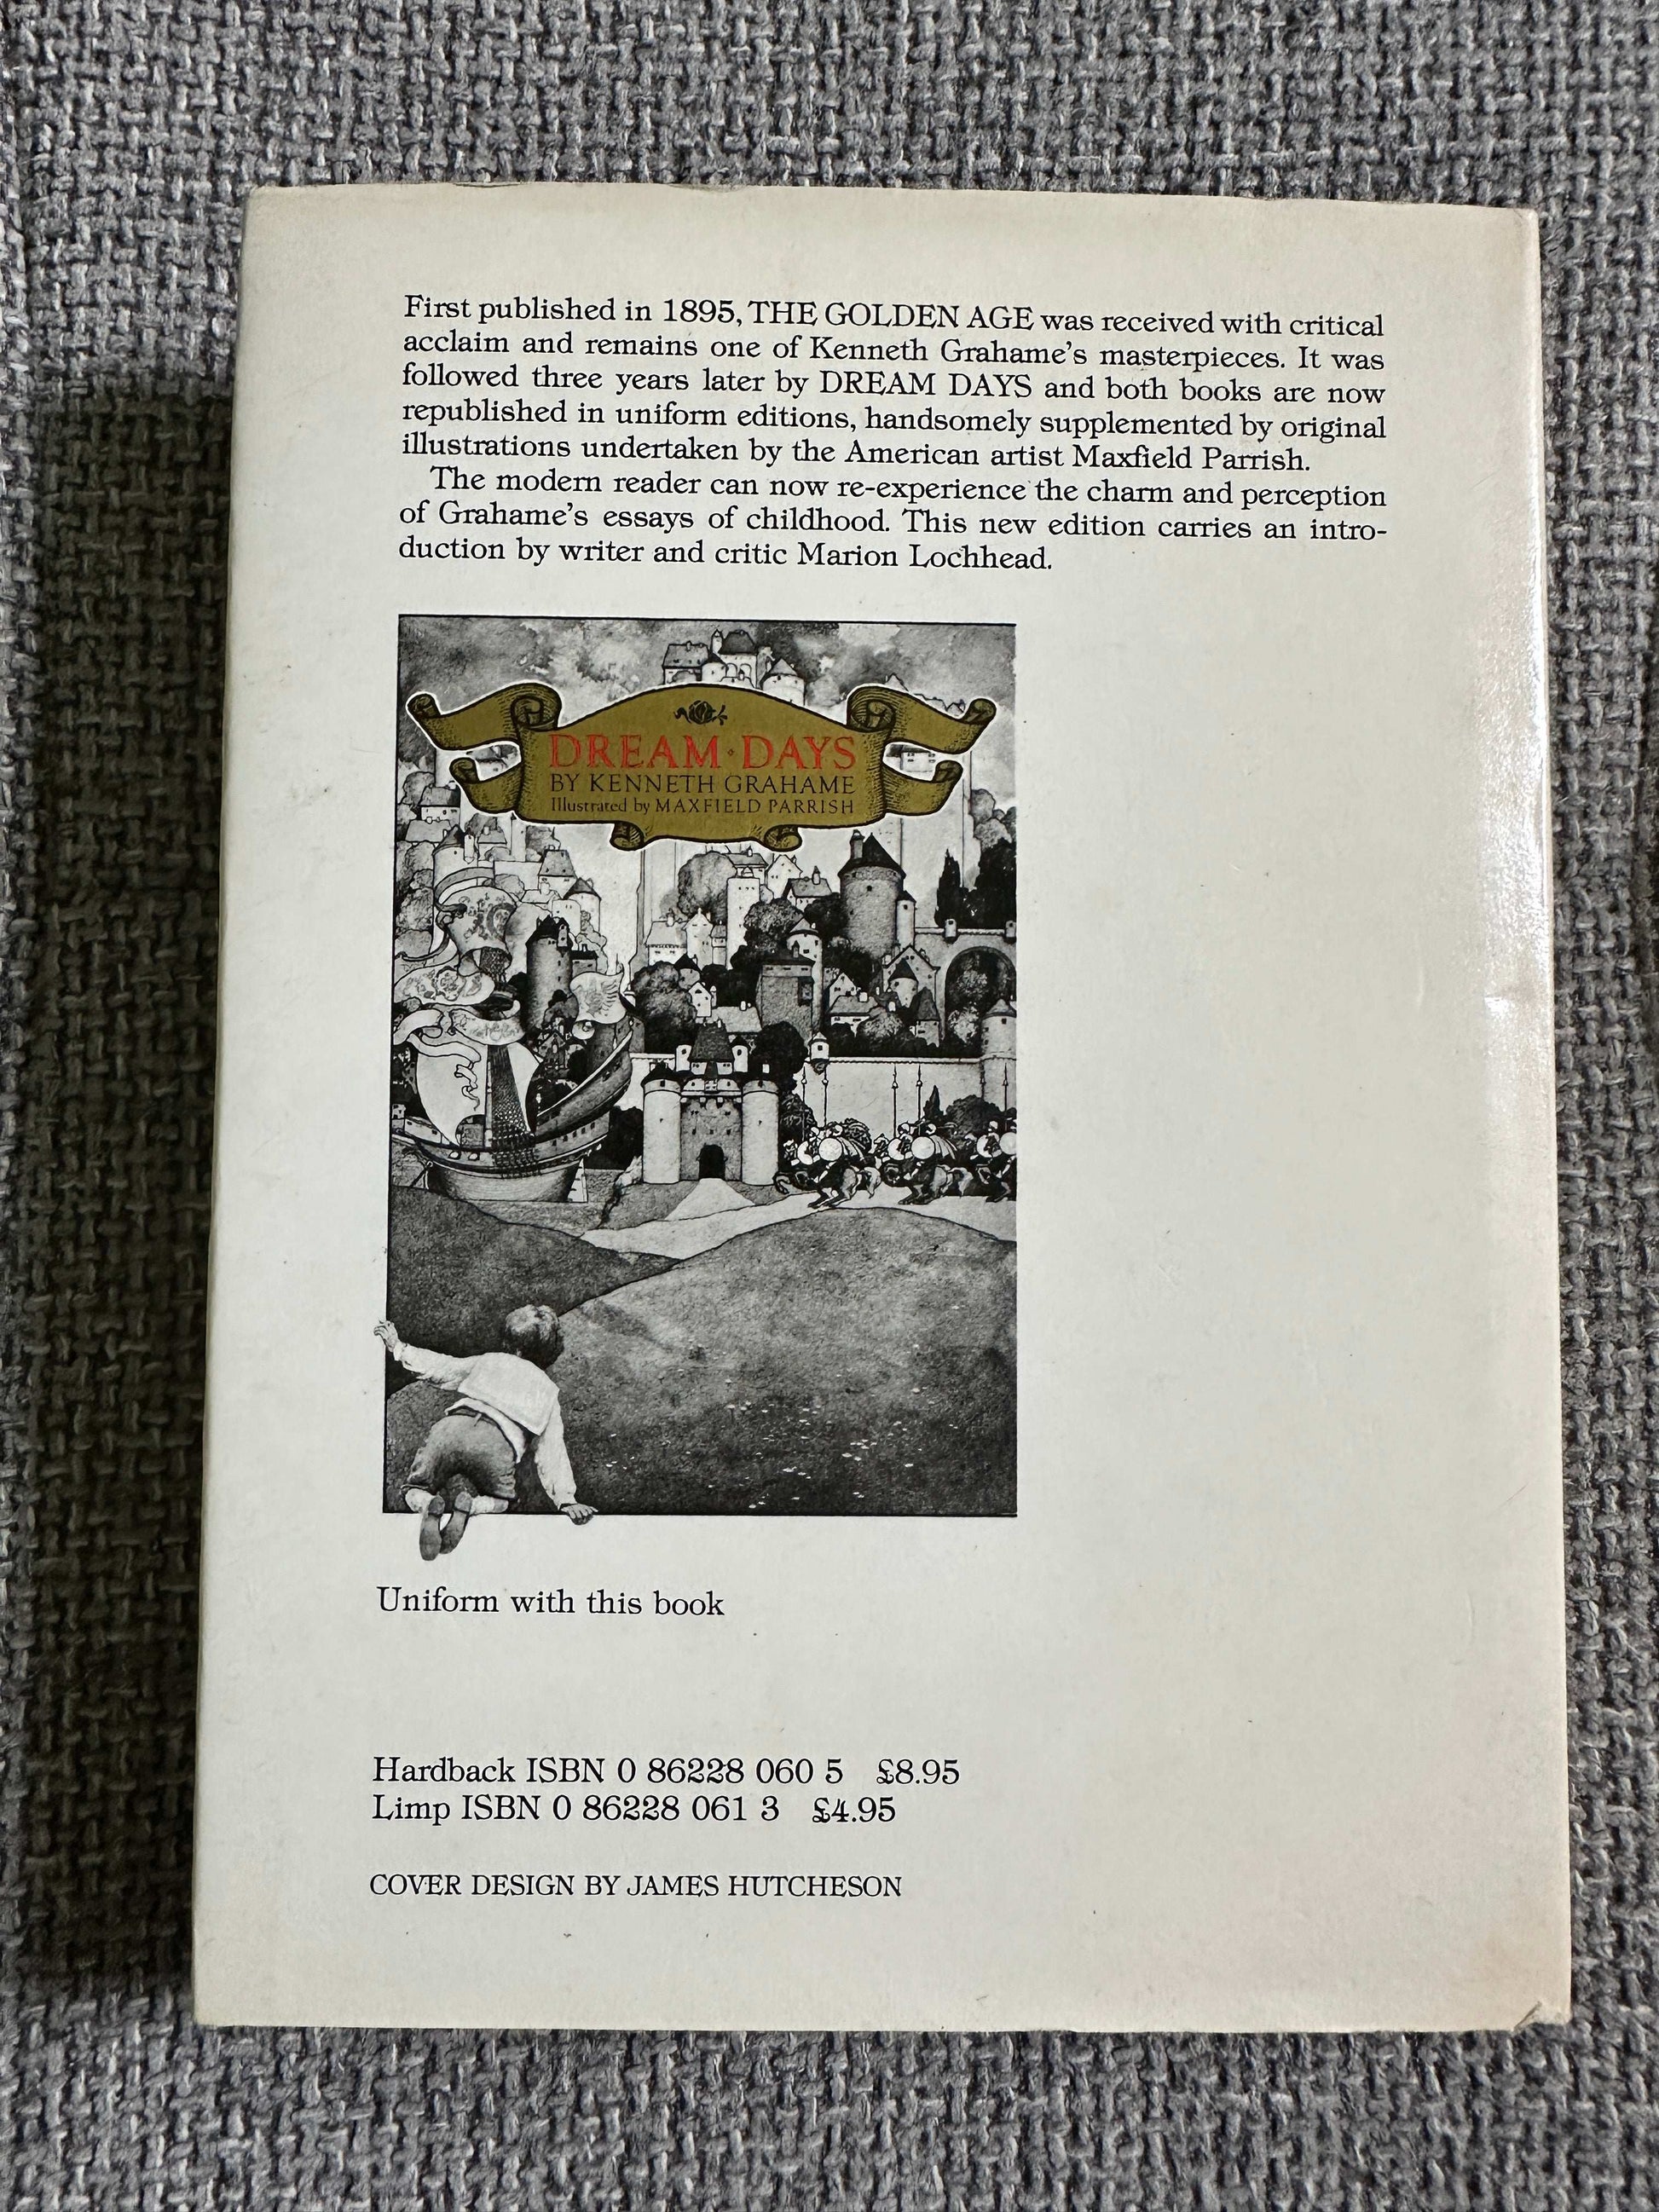 First published in 1895, THE GOLDEN AGE was received with critical
acclaim and remains one of Kenneth Grahame's masterpieces. It was
followed three years later by DREAM DAYS and both books are now
republished in uniform editions, handsomely supplemented by original
illustrations undertaken by the American artist Maxfield Parrish.
The modern reader can now re-experience the charm and perception
of Grahame's essays of childhood. This new edition carries an intro-
duction by writer and critic Marion Lochhead.
DREAM·DAYS
BY KENNETH GRAHAME
Illustrated by MAXFIELD PARRISH
Uniform with this book
Hardback ISBN 0 86228 060 5 £8.95
Limp ISBN 0 86228 061 3 £4.95
COVER DESIGN BY JAMES HUTCHESON